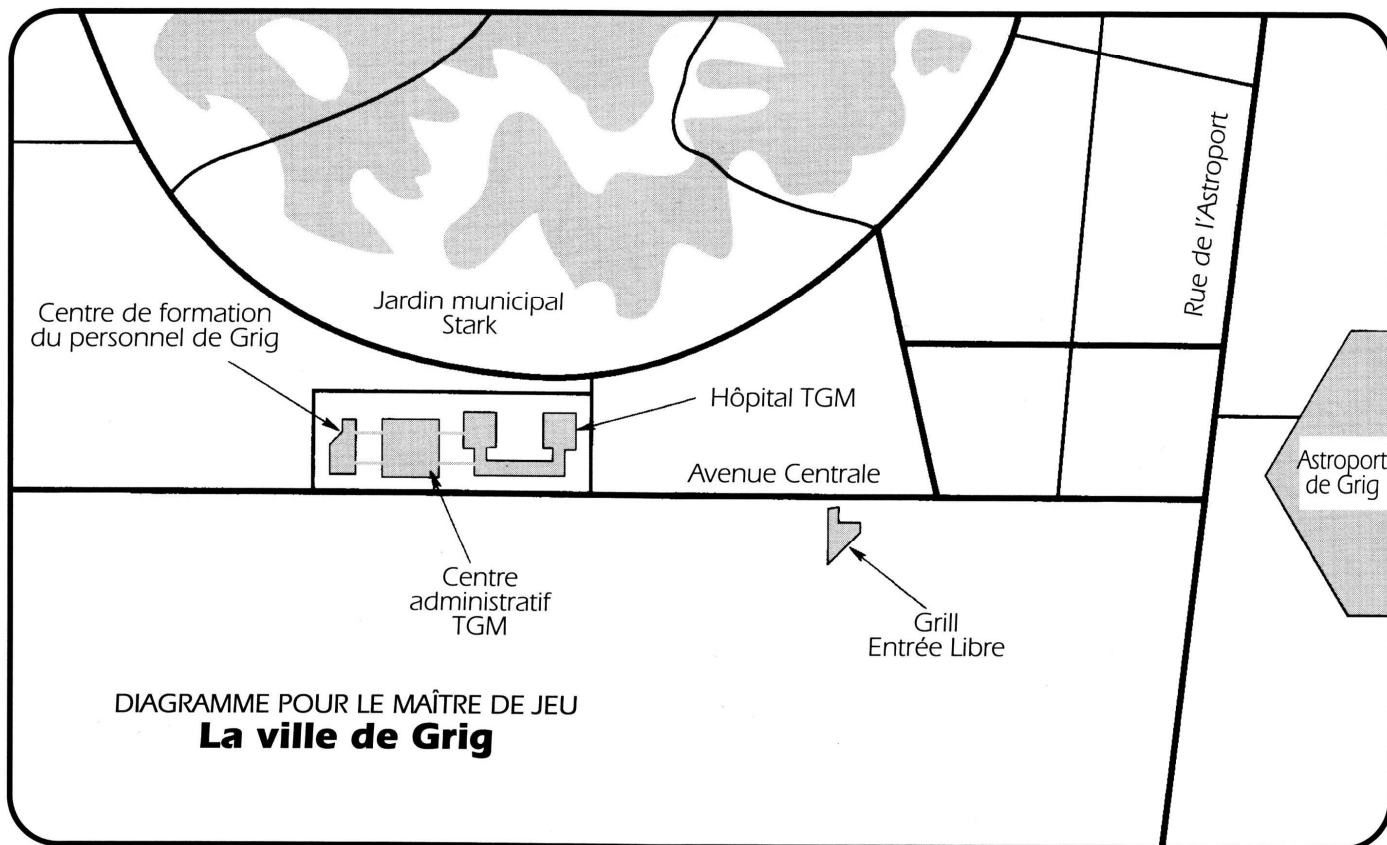 Rue de l'Astroport
Jardin municipal
Stark
Centre de formation
du personnel de Grig
Hôpital TGM
Avenue Centrale
Astroport
de Grig
Centre
administratif
TGM
Grill
Entrée Libre
DIAGRAMME POUR LE MAÎTRE DE JEU
La ville de Grig